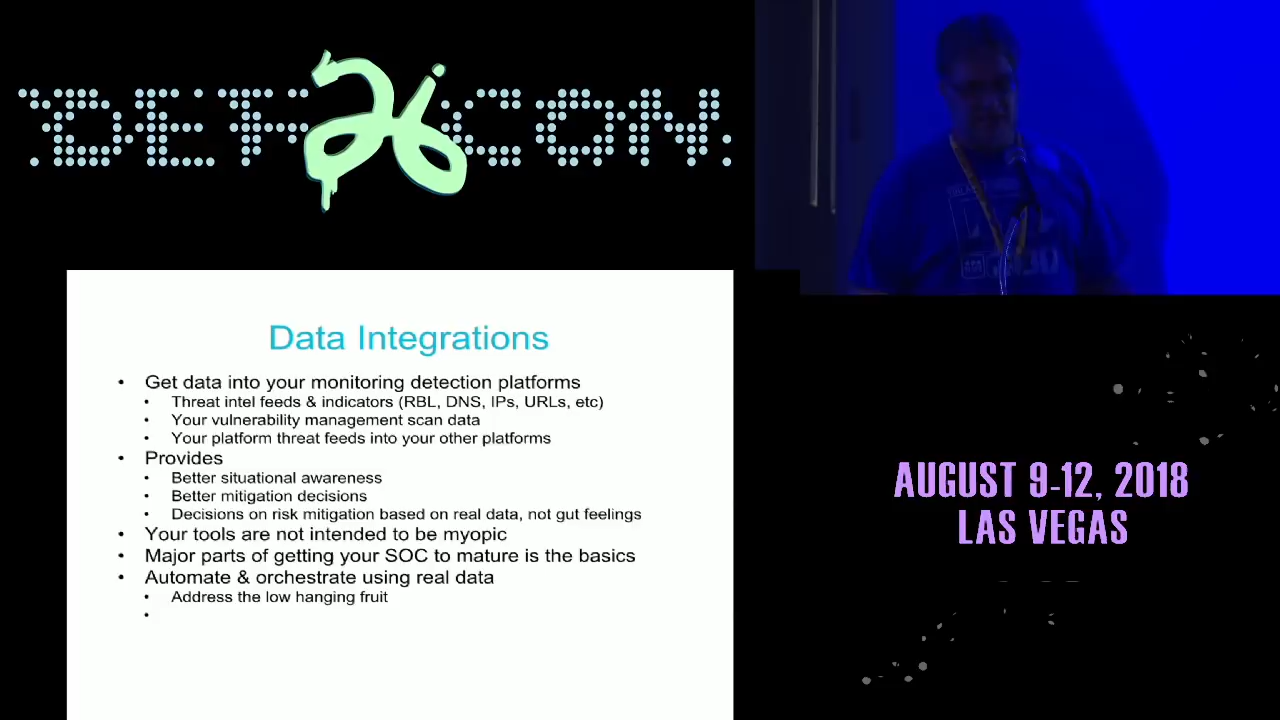 DEF 26 CON
Data Integrations
• Get data into your monitoring detection platforms
• Threat intel feeds & indicators (RBL, DNS, IPs, URLs, etc)
• Your vulnerability management scan data
• Your platform threat feeds into your other platforms
• Provides
• Better situational awareness
• Better mitigation decisions
• Decisions on risk mitigation based on real data, not gut feelings
• Your tools are not intended to be myopic
• Major parts of getting your SOC to mature is the basics
• Automate & orchestrate using real data
• Address the low hanging fruit
•
AUGUST 9-12, 2018
LAS VEGAS